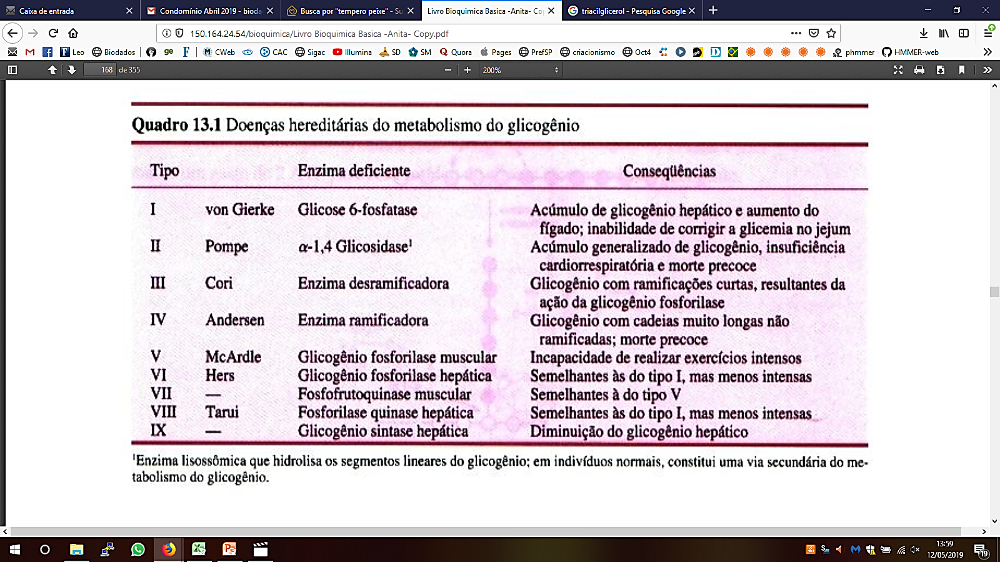 Caixa de entrada
Condomínio Abril 2019 - bioda
Busca por "tempero peixe" - Su
Livro Bioquimica Basica -Anita- Co
triacilglicerol - Pesquisa Google
150.164.24.54/bioquimica/Livro Bioquimica Basica -Anita- Copy.pdf
Leo Biodados ge CWeb CAC Sigac Illumina SD SM Quora Pages PrefSP criacionismo Oct4 phmmer HMMER-web
168 de 355 200%
Quadro 13.1 Doenças hereditárias do metabolismo do glicogênio
Tipo Enzima deficiente Conseqüências
I von Gierke Glicose 6-fosfatase Acúmulo de glicogênio hepático e aumento do
fígado; inabilidade de corrigir a glicemia no jejum
II Pompe α-1,4 Glicosidase¹ Acúmulo generalizado de glicogênio, insuficiência
cardiorrespiratória e morte precoce
III Cori Enzima desramificadora Glicogênio com ramificações curtas, resultantes da
ação da glicogênio fosforilase
IV Andersen Enzima ramificadora Glicogênio com cadeias muito longas não
ramificadas; morte precoce
V McArdle Glicogênio fosforilase muscular Incapacidade de realizar exercícios intensos
VI Hers Glicogênio fosforilase hepática Semelhantes às do tipo I, mas menos intensas
VII — Fosfofrutoquinase muscular Semelhantes à do tipo V
VIII Tarui Fosforilase quinase hepática Semelhantes às do tipo I, mas menos intensas
IX — Glicogênio sintase hepática Diminuição do glicogênio hepático
¹Enzima lisossômica que hidrolisa os segmentos lineares do glicogênio; em indivíduos normais, constitui uma via secundária do me-
tabolismo do glicogênio.
13:59
12/05/2019
19